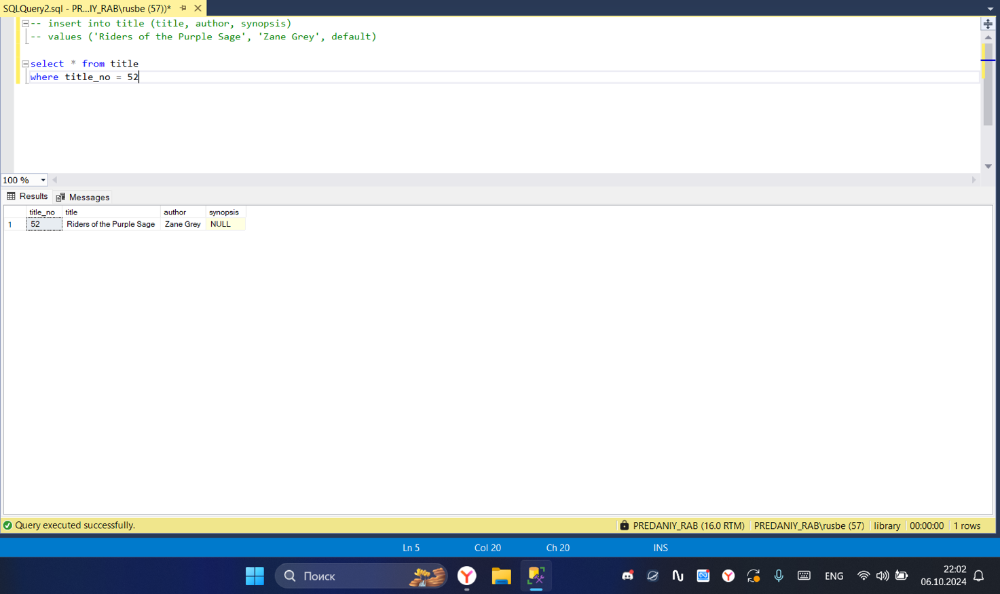 SQLQuery2.sql - PR...IY_RAB\rusbe (57))*
-- insert into title (title, author, synopsis)
-- values ('Riders of the Purple Sage', 'Zane Grey', default)
select * from title
where title_no = 52
100 %
Results Messages
title_no title author synopsis
1 52 Riders of the Purple Sage Zane Grey NULL
Query executed successfully. PREDANIY_RAB (16.0 RTM) PREDANIY_RAB\rusbe (57) library 00:00:00 1 rows
Ln 5 Col 20 Ch 20 INS
Поиск ENG 22:02
06.10.2024